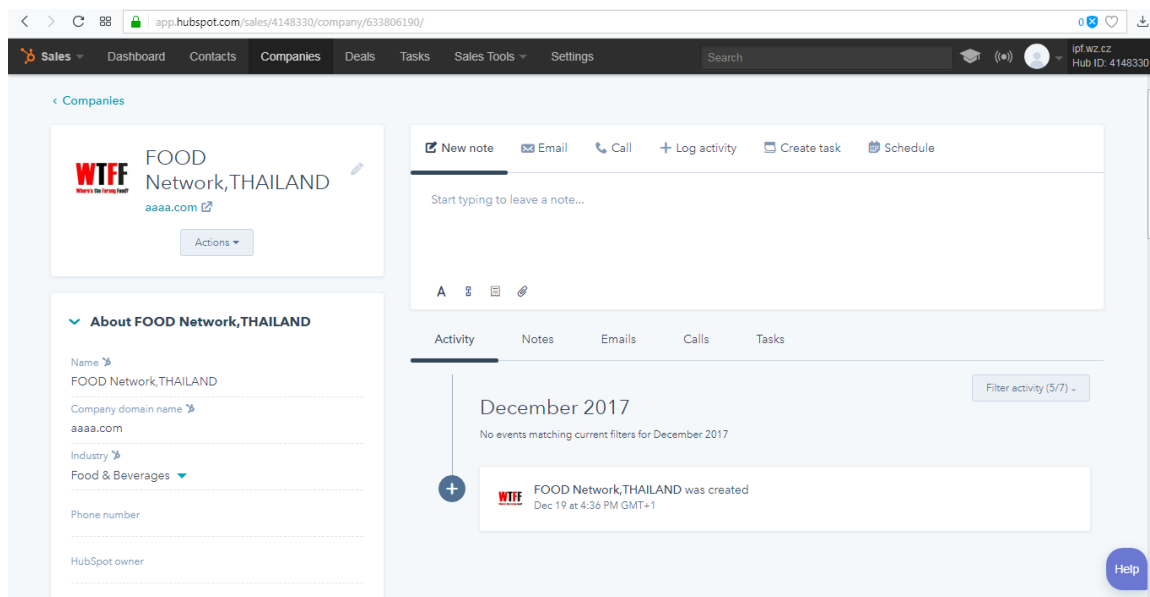 0
app.hubspot.com/sales/4148330/company/633806190/
Sales
Dashboard
Contacts
Companies
Deals
Tasks
Sales Tools
Settings
Search
ipf.wz.cz
Hub ID: 4148330
‹ Companies
WTFF
Where's the Farang Food?
FOOD
Network,THAILAND
aaaa.com
Actions
New note
Email
Call
Log activity
Create task
Schedule
Start typing to leave a note...
A
About FOOD Network,THAILAND
Name
FOOD Network,THAILAND
Company domain name
aaaa.com
Industry
Food & Beverages
Phone number
HubSpot owner
Activity
Notes
Emails
Calls
Tasks
Filter activity (5/7)
December 2017
No events matching current filters for December 2017
WTFF
FOOD Network,THAILAND was created
Dec 19 at 4:36 PM GMT+1
Help